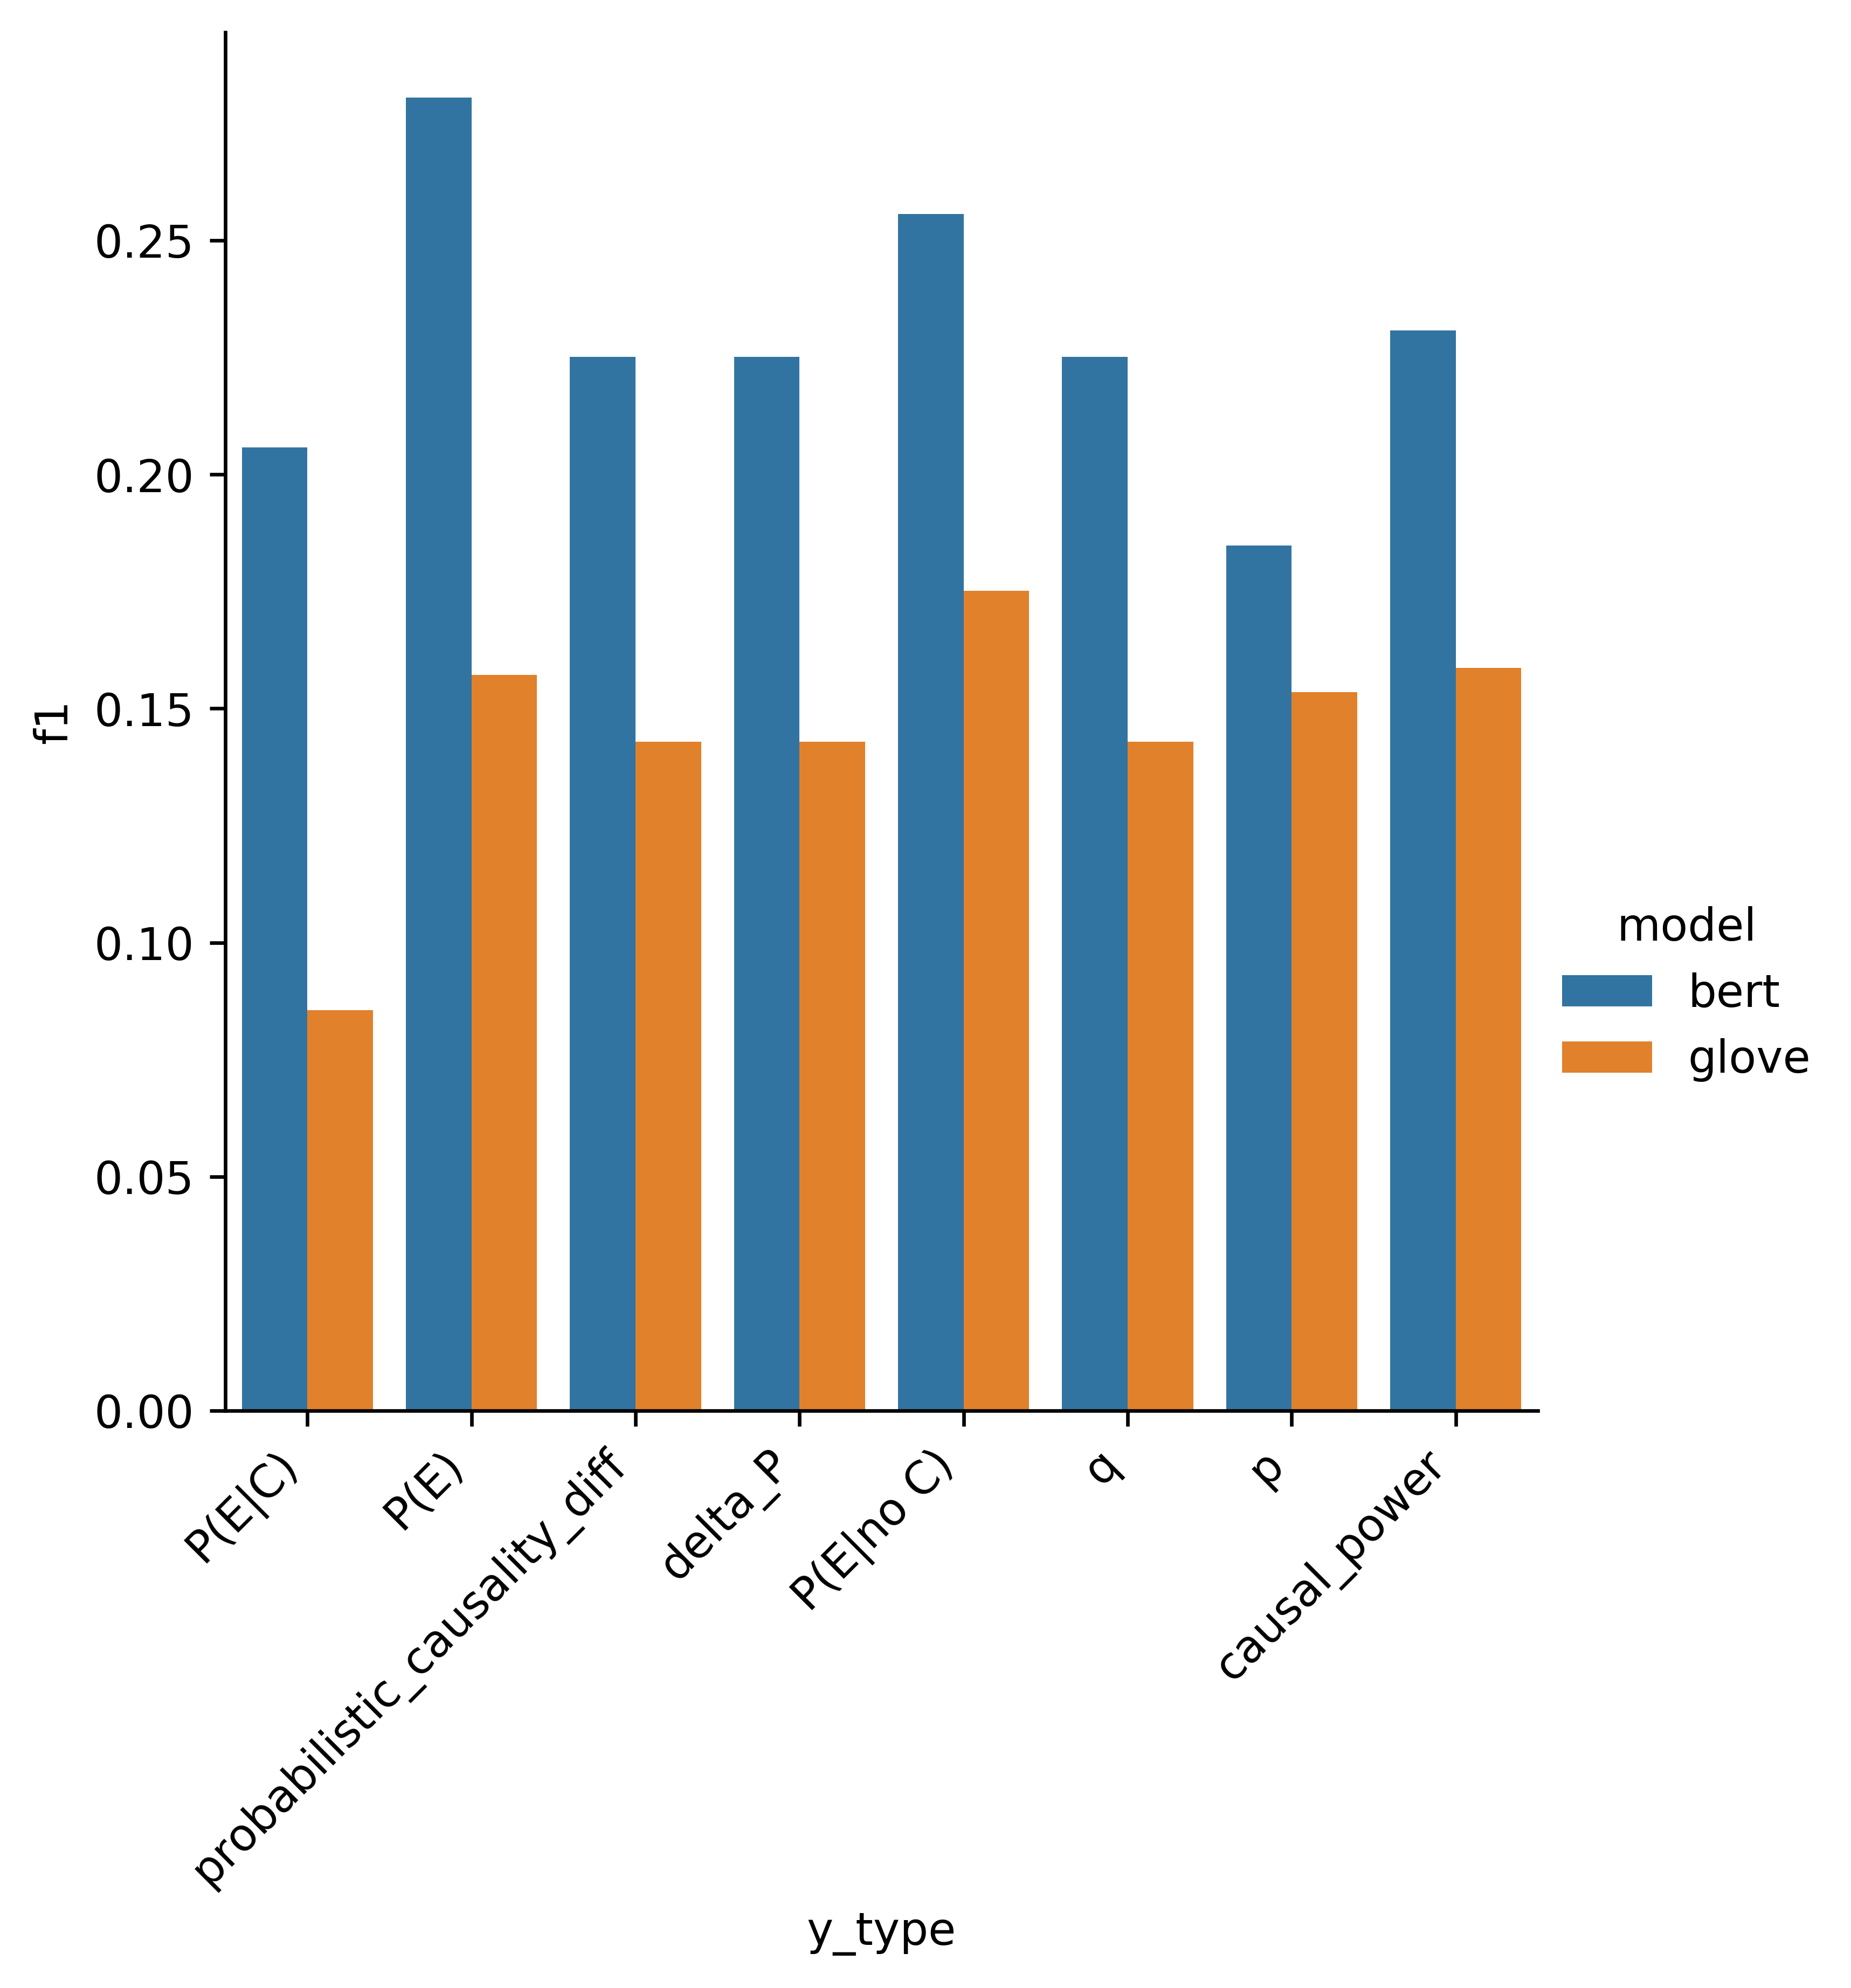 0.25
0.20
0.15
0.10
0.05
0.00
f1
P(E|C)
P(E)
probabilistic_causality_diff
delta_P
P(E|no C)
q
p
causal_power
y_type
model
bert
glove